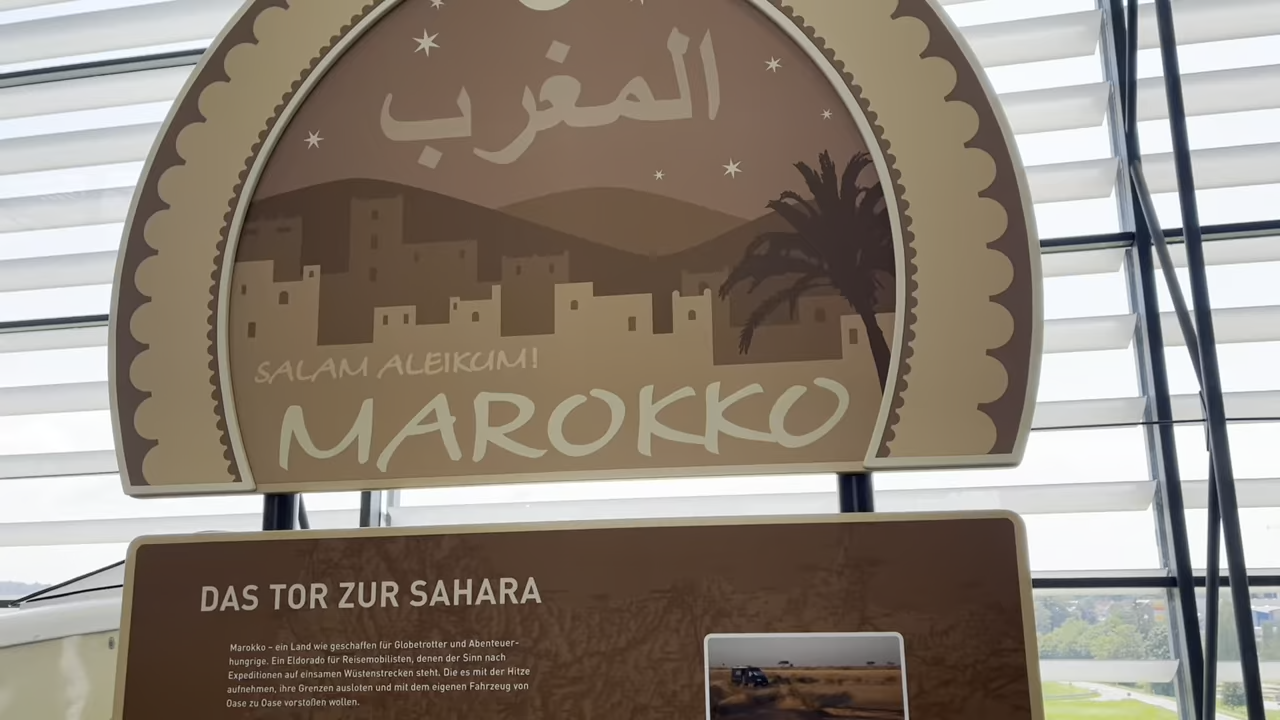 المغرب
SALAM ALEIKUM!
MAROKKO
DAS TOR ZUR SAHARA
Marokko – ein Land wie geschaffen für Globetrotter und Abenteuer-
hungrige. Ein Eldorado für Reisemobilisten, denen der Sinn nach
Expeditionen auf einsamen Wüstenstrecken steht. Die es mit der Hitze
aufnehmen, ihre Grenzen ausloten und mit dem eigenen Fahrzeug von
Oase zu Oase vorstoßen wollen.